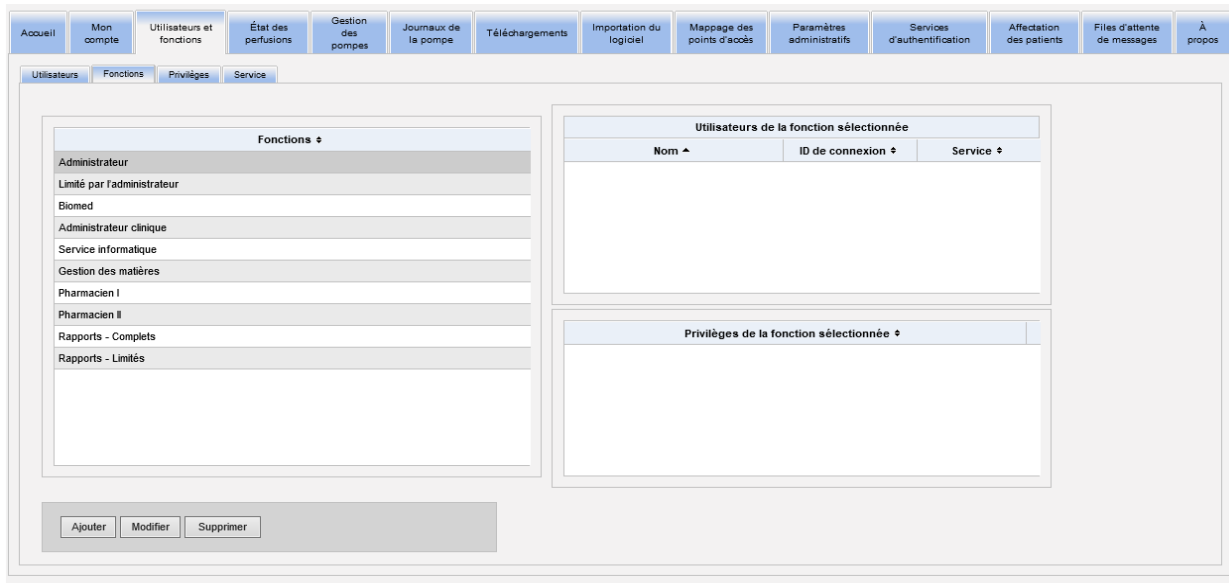 Accueil
Mon compte
Utilisateurs et fonctions
État des perfusions
Gestion des pompes
Journaux de la pompe
Téléchargements
Importation du logiciel
Mappage des points d'accès
Paramètres administratifs
Services d'authentification
Affectation des patients
Files d'attente de messages
À propos
Utilisateurs
Fonctions
Privilèges
Service
Fonctions
Administrateur
Limité par l'administrateur
Biomed
Administrateur clinique
Service informatique
Gestion des matières
Pharmacien I
Pharmacien II
Rapports - Complets
Rapports - Limités
Utilisateurs de la fonction sélectionnée
Nom
ID de connexion
Service
Privilèges de la fonction sélectionnée
Ajouter
Modifier
Supprimer